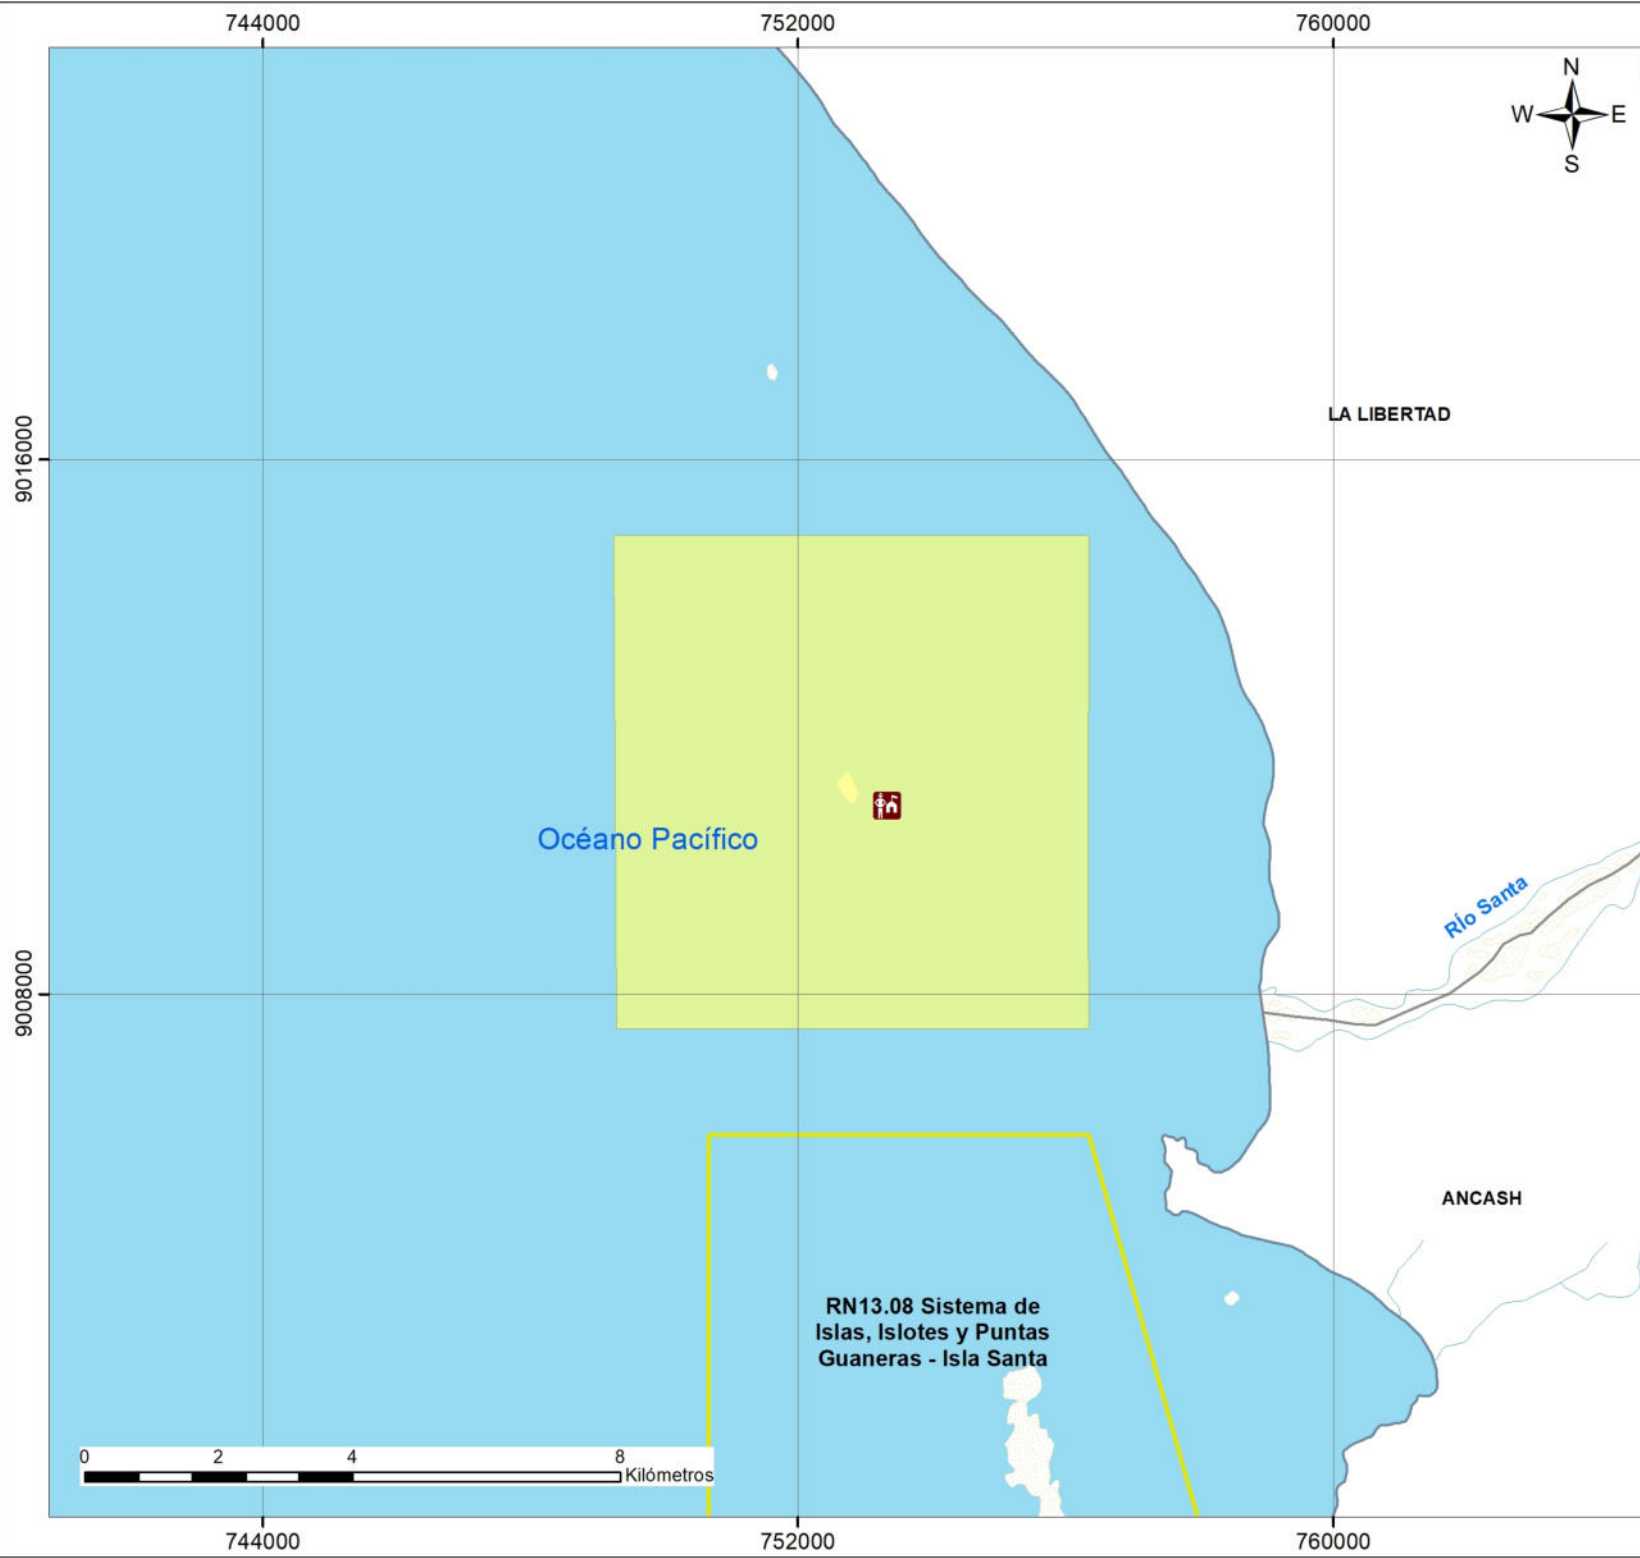 744000 752000 760000
N
W E
S
LA LIBERTAD
9016000
Océano Pacífico
RÍo Santa
9008000
ANCASH
RN13.08 Sistema de
Islas, Islotes y Puntas
Guaneras - Isla Santa
0 2 4 8
Kilómetros
744000 752000 760000